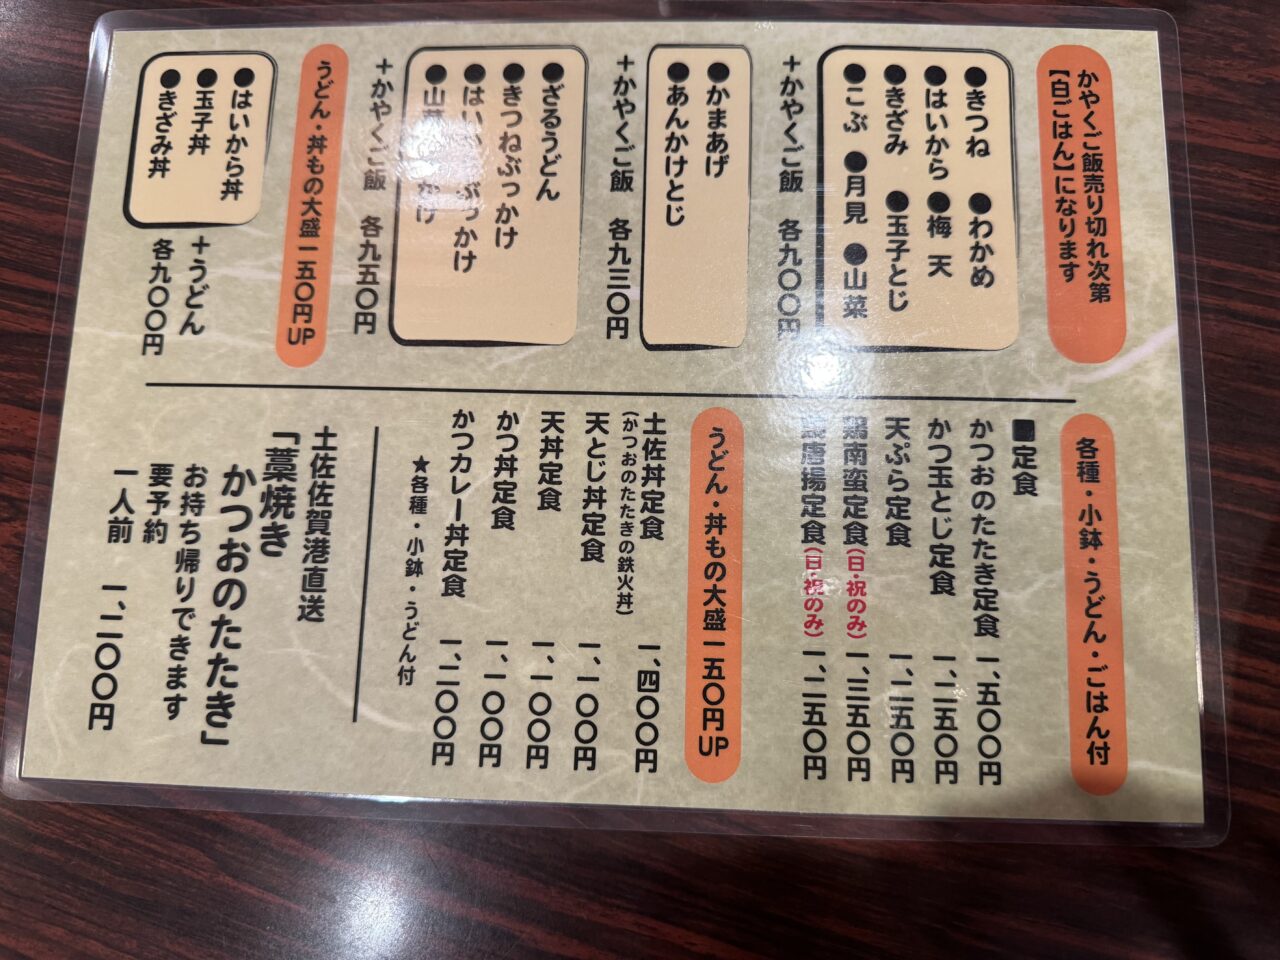 かやくご飯売り切れ次第
【白ごはん】になります
●きつね ●わかめ
●はいから ●梅 天
●きざみ ●玉子とじ
●こぶ ●月見 ●山菜
+かやくご飯 各九〇〇円
●かまあげ
●あんかけとじ
+かやくご飯 各九三〇円
●ざるうどん
●きつねぶっかけ
●はいからぶっかけ
●山菜ぶっかけ
+かやくご飯 各九五〇円
うどん・丼もの大盛一五〇円UP
●はいから丼
●玉子丼
●きざみ丼
+うどん
各九〇〇円
各種・小鉢・うどん・ごはん付
■定食
かつおのたたき定食 一、五〇〇円
かつ玉とじ定食 一、二五〇円
天ぷら定食 一、二五〇円
鶏南蛮定食(日・祝のみ) 一、三五〇円
唐揚定食(日・祝のみ) 一、二五〇円
うどん・丼もの大盛一五〇円UP
土佐丼定食 一、四〇〇円
(かつおのたたきの鉄火丼)
天とじ丼定食 一、一〇〇円
天丼定食 一、一〇〇円
かつ丼定食 一、一〇〇円
かつカレー丼定食 一、二〇〇円
★各種・小鉢・うどん付
土佐佐賀港直送
「藁焼き
かつおのたたき」
お持ち帰りできます
要予約
一人前 一、二〇〇円